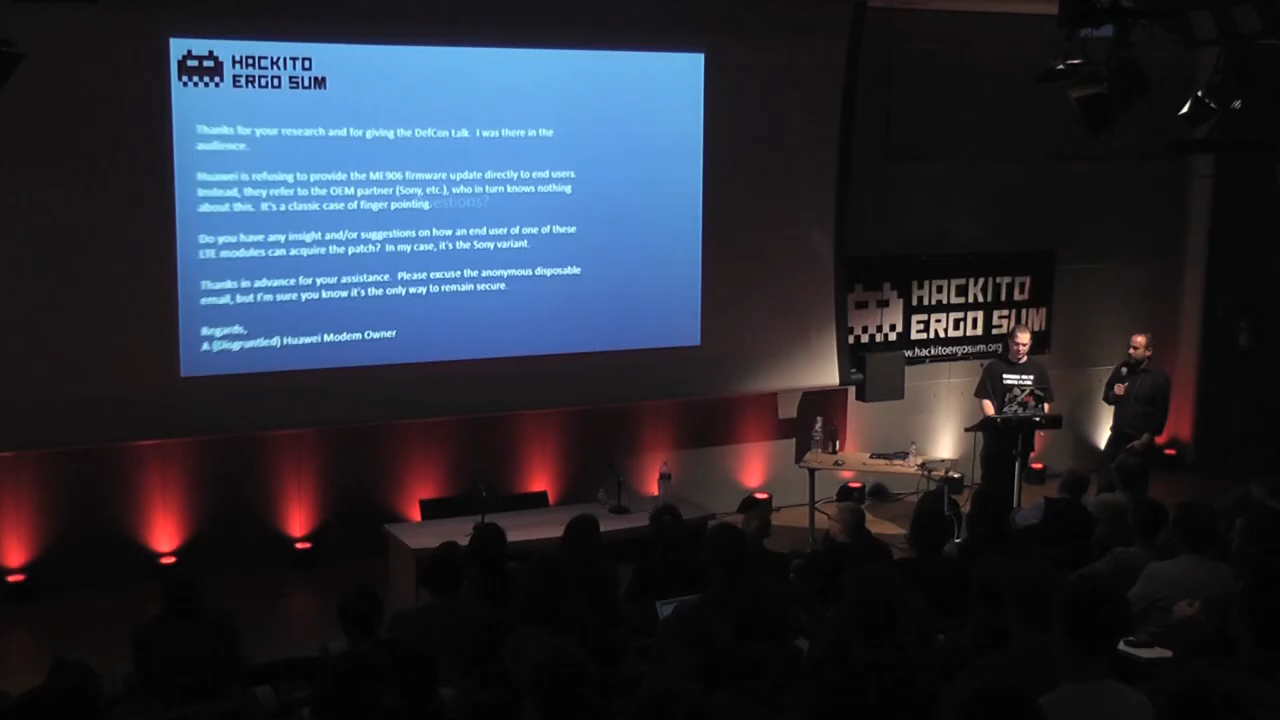 HACKITO
ERGO SUM
Thanks for your research and for giving the DefCon talk. I was there in the
audience.
Huawei is refusing to provide the ME906 firmware update directly to end users.
Instead, they refer to the OEM partner (Sony, etc.), who in turn knows nothing
about this. It's a classic case of finger pointing.
estions?
Do you have any insight and/or suggestions on how an end user of one of these
LTE modules can acquire the patch? In my case, it's the Sony variant.
Thanks in advance for your assistance. Please excuse the anonymous disposable
email, but I'm sure you know it's the only way to remain secure.
Regards,
A (Disgruntled) Huawei Modem Owner
HACKITO
ERGO SUM
w.hackitoergosum.org